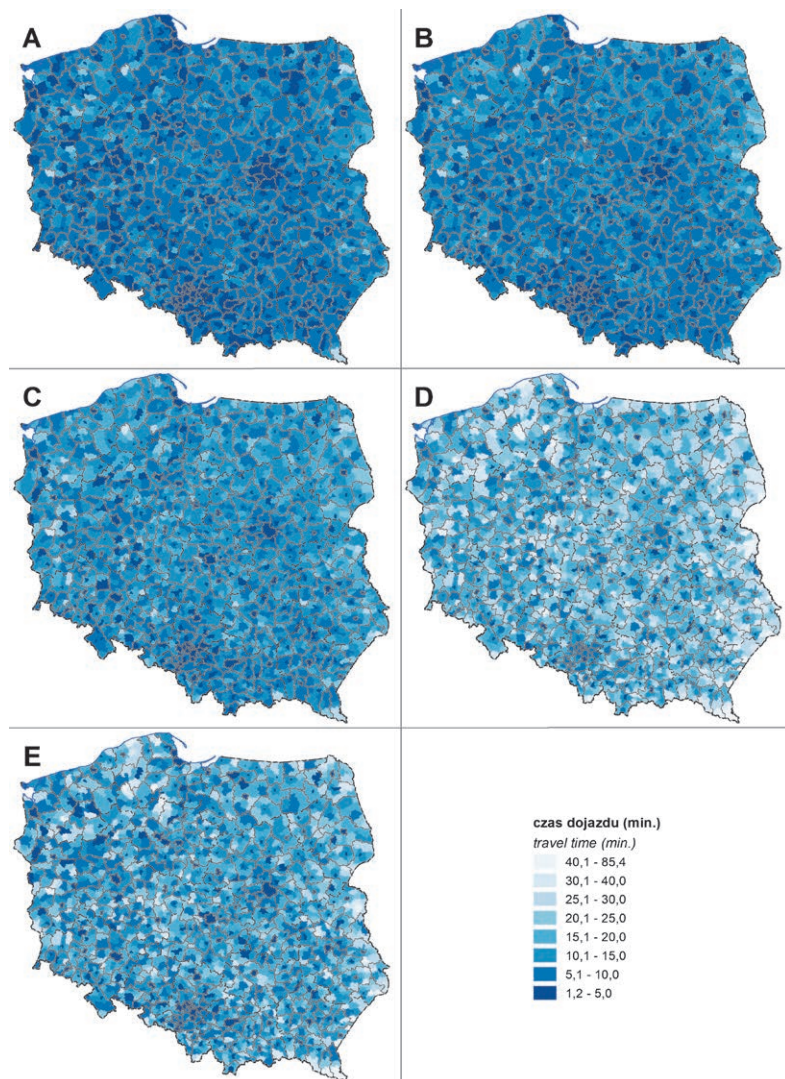 A
B
C
D
E
czas dojazdu (min.)
travel time (min.)
40,1 - 85,4
30,1 - 40,0
25,1 - 30,0
20,1 - 25,0
15,1 - 20,0
10,1 - 15,0
5,1 - 10,0
1,2 - 5,0